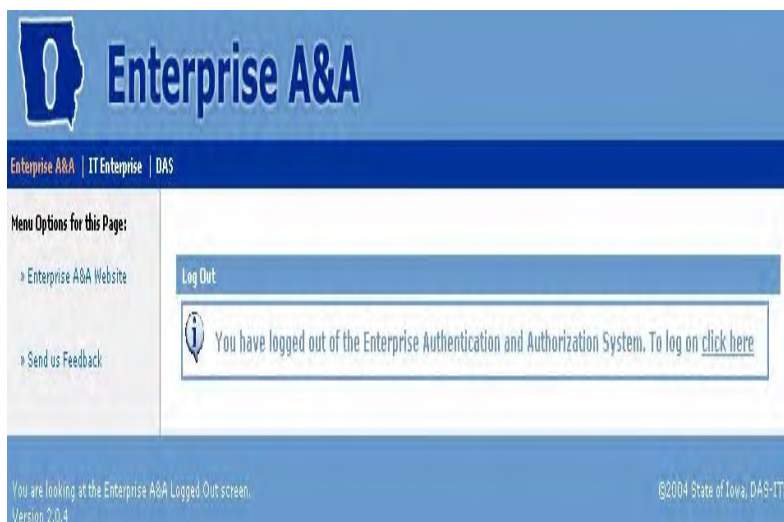 Enterprise A&A
Enterprise A&A | IT Enterprise | DAS
Menu Options for this Page:
» Enterprise A&A Website
» Send us Feedback
Log Out
You have logged out of the Enterprise Authentication and Authorization System. To log on click here
You are looking at the Enterprise A&A Logged Out screen.
Version 2.0.4
©2004 State of Iowa, DAS-IT